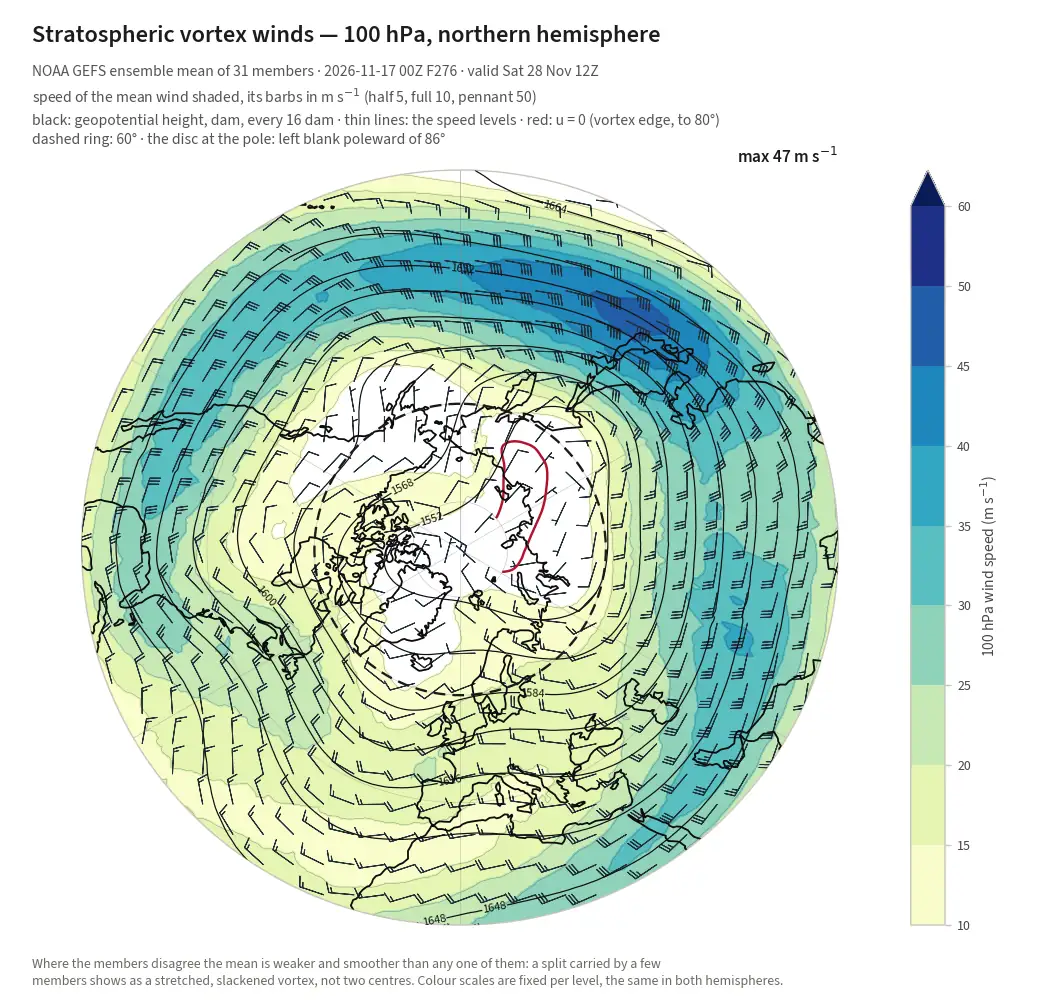 Stratospheric vortex winds — 100 hPa, northern hemisphere
NOAA GEFS ensemble mean of 31 members · 2026-11-17 00Z F276 · valid Sat 28 Nov 12Z
speed of the mean wind shaded, its barbs in m s⁻¹ (half 5, full 10, pennant 50)
black: geopotential height, dam, every 16 dam · thin lines: the speed levels · red: u = 0 (vortex edge, to 80°)
dashed ring: 60° · the disc at the pole: left blank poleward of 86°
max 47 m s⁻¹
1664
1568
1552
1600
1584
1648
1648
60
50
45
40
35
30
25
20
15
10
100 hPa wind speed (m s⁻¹)
Where the members disagree the mean is weaker and smoother than any one of them: a split carried by a few
members shows as a stretched, slackened vortex, not two centres. Colour scales are fixed per level, the same in both hemispheres.